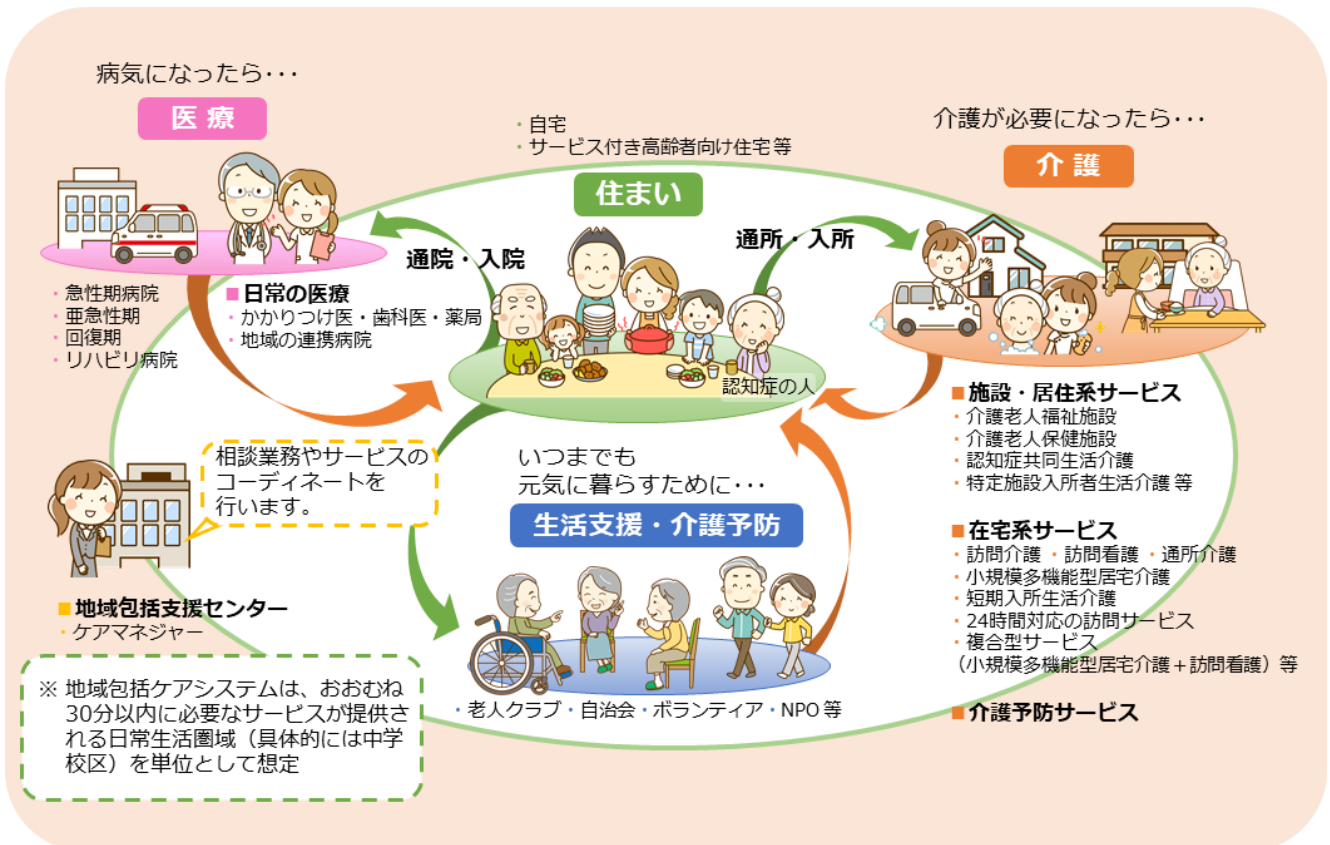 病気になったら･･･
医 療
・急性期病院
・亜急性期
・回復期
・リハビリ病院
■日常の医療
・かかりつけ医・歯科医・薬局
・地域の連携病院
通院・入院
・自宅
・サービス付き高齢者向け住宅 等
住まい
認知症の人
通所・入所
介護が必要になったら･･･
介 護
■施設・居住系サービス
・介護老人福祉施設
・介護老人保健施設
・認知症共同生活介護
・特定施設入所者生活介護 等
■在宅系サービス
・訪問介護 ・訪問看護 ・通所介護
・小規模多機能型居宅介護
・短期入所生活介護
・24時間対応の訪問サービス
・複合型サービス
（小規模多機能型居宅介護＋訪問看護）等
■介護予防サービス
相談業務やサービスの
コーディネートを
行います。
■地域包括支援センター
・ケアマネジャー
いつまでも
元気に暮らすために･･･
生活支援・介護予防
・老人クラブ・自治会・ボランティア・NPO 等
※ 地域包括ケアシステムは、おおむね
30分以内に必要なサービスが提供さ
れる日常生活圏域（具体的には中学
校区）を単位として想定